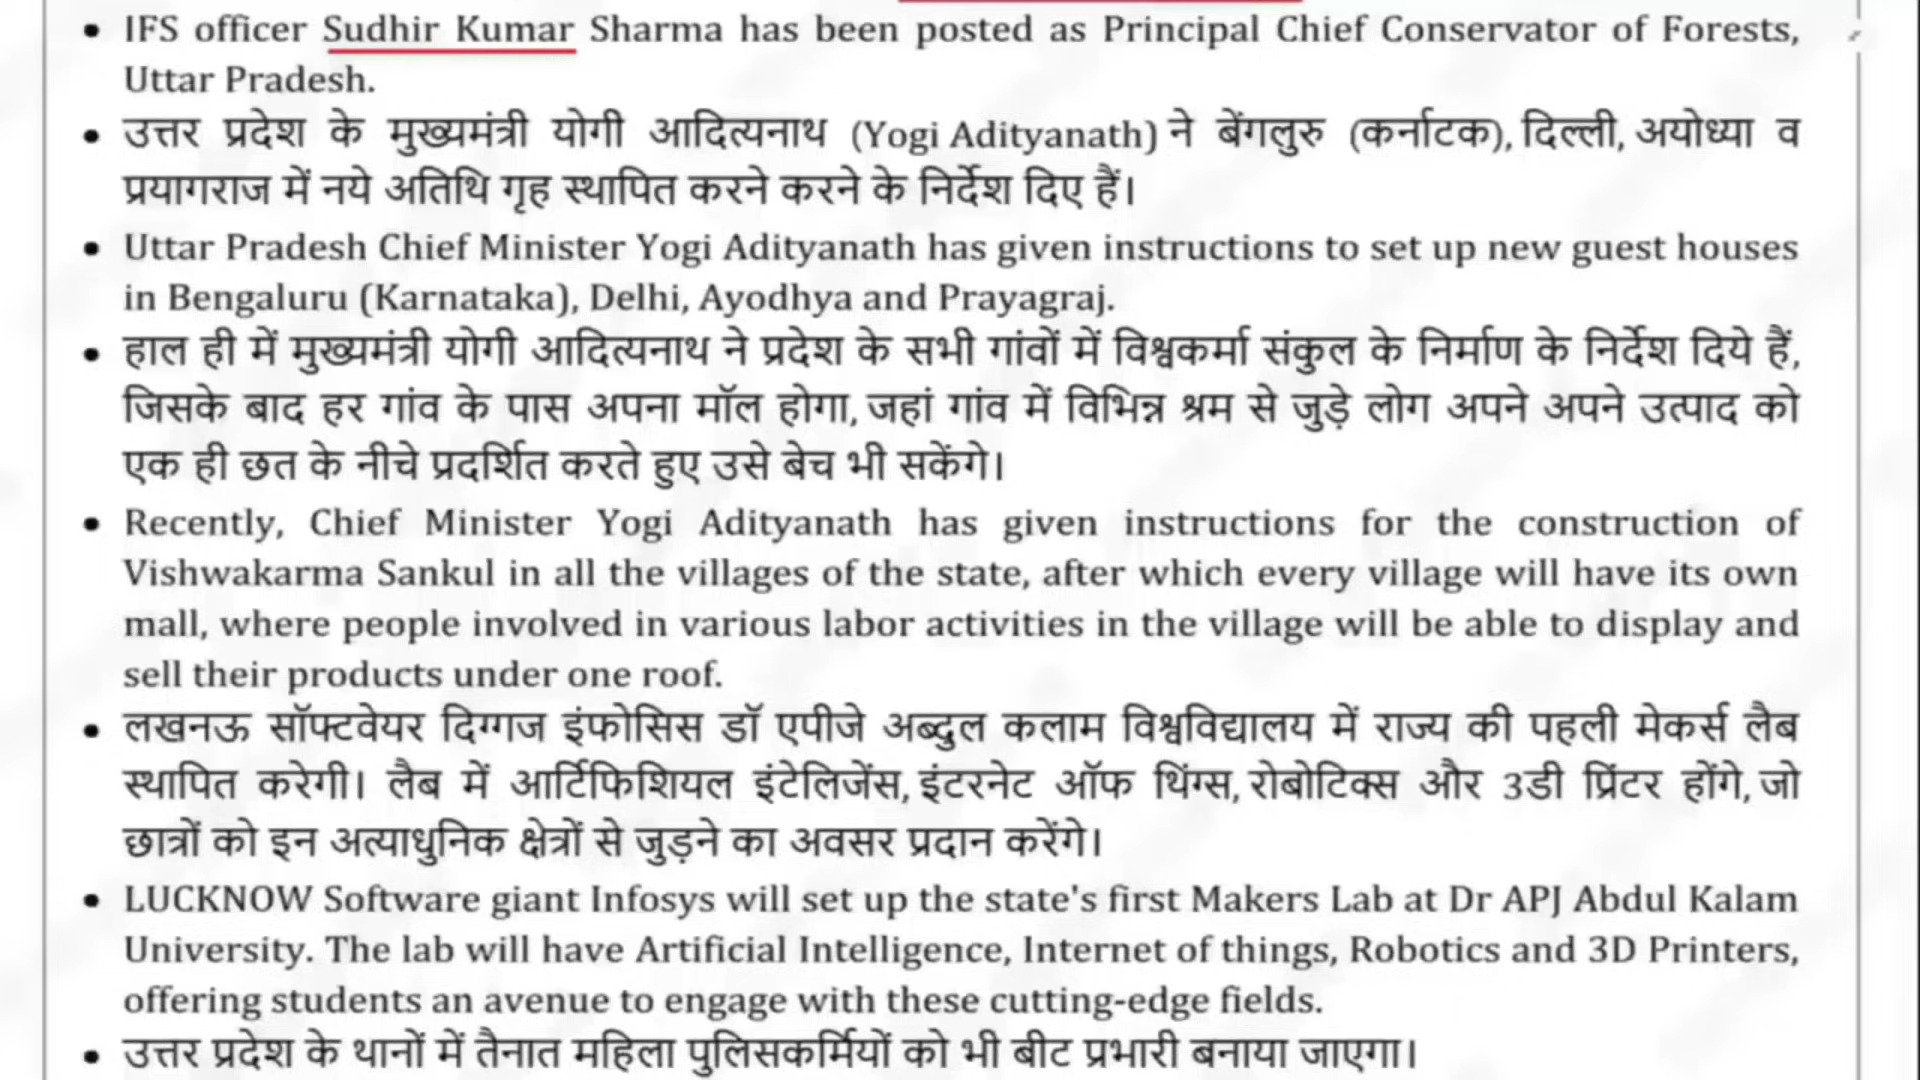 • IFS officer Sudhir Kumar Sharma has been posted as Principal Chief Conservator of Forests,
Uttar Pradesh.
• उत्तर प्रदेश के मुख्यमंत्री योगी आदित्यनाथ (Yogi Adityanath) ने बेंगलुरु (कर्नाटक), दिल्ली, अयोध्या व
प्रयागराज में नये अतिथि गृह स्थापित करने करने के निर्देश दिए हैं।
• Uttar Pradesh Chief Minister Yogi Adityanath has given instructions to set up new guest houses
in Bengaluru (Karnataka), Delhi, Ayodhya and Prayagraj.
• हाल ही में मुख्यमंत्री योगी आदित्यनाथ ने प्रदेश के सभी गांवों में विश्वकर्मा संकुल के निर्माण के निर्देश दिये हैं,
जिसके बाद हर गांव के पास अपना मॉल होगा, जहां गांव में विभिन्न श्रम से जुड़े लोग अपने अपने उत्पाद को
एक ही छत के नीचे प्रदर्शित करते हुए उसे बेच भी सकेंगे।
• Recently, Chief Minister Yogi Adityanath has given instructions for the construction of
Vishwakarma Sankul in all the villages of the state, after which every village will have its own
mall, where people involved in various labor activities in the village will be able to display and
sell their products under one roof.
• लखनऊ सॉफ्टवेयर दिग्गज इंफोसिस डॉ एपीजे अब्दुल कलाम विश्वविद्यालय में राज्य की पहली मेकर्स लैब
स्थापित करेगी। लैब में आर्टिफिशियल इंटेलिजेंस, इंटरनेट ऑफ थिंग्स, रोबोटिक्स और 3डी प्रिंटर होंगे, जो
छात्रों को इन अत्याधुनिक क्षेत्रों से जुड़ने का अवसर प्रदान करेंगे।
• LUCKNOW Software giant Infosys will set up the state's first Makers Lab at Dr APJ Abdul Kalam
University. The lab will have Artificial Intelligence, Internet of things, Robotics and 3D Printers,
offering students an avenue to engage with these cutting-edge fields.
• उत्तर प्रदेश के थानों में तैनात महिला पुलिसकर्मियों को भी बीट प्रभारी बनाया जाएगा।